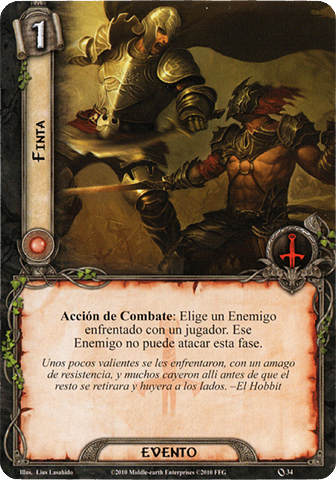 1
Finta
Acción de Combate: Elige un Enemigo
enfrentado con un jugador. Ese
Enemigo no puede atacar esta fase.
Unos pocos valientes se les enfrentaron, con un amago
de resistencia, y muchos cayeron allí antes de que el
resto se retirara y huyera a los lados. –El Hobbit
EVENTO
Illus. Lius Lasahido
©2010 Middle-earth Enterprises ©2010 FFG
34